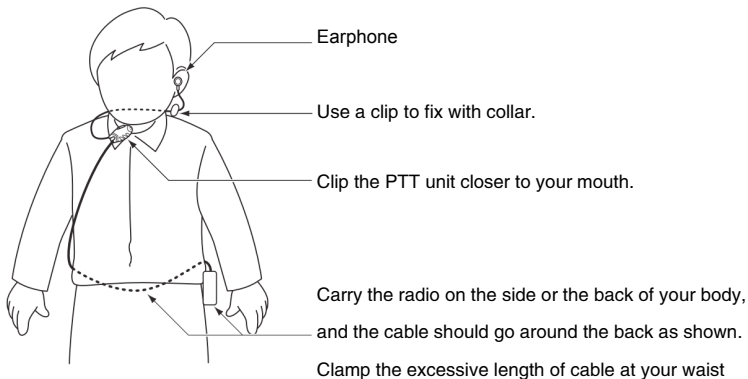 Earphone
Use a clip to fix with collar.
Clip the PTT unit closer to your mouth.
Carry the radio on the side or the back of your body,
and the cable should go around the back as shown.
Clamp the excessive length of cable at your waist